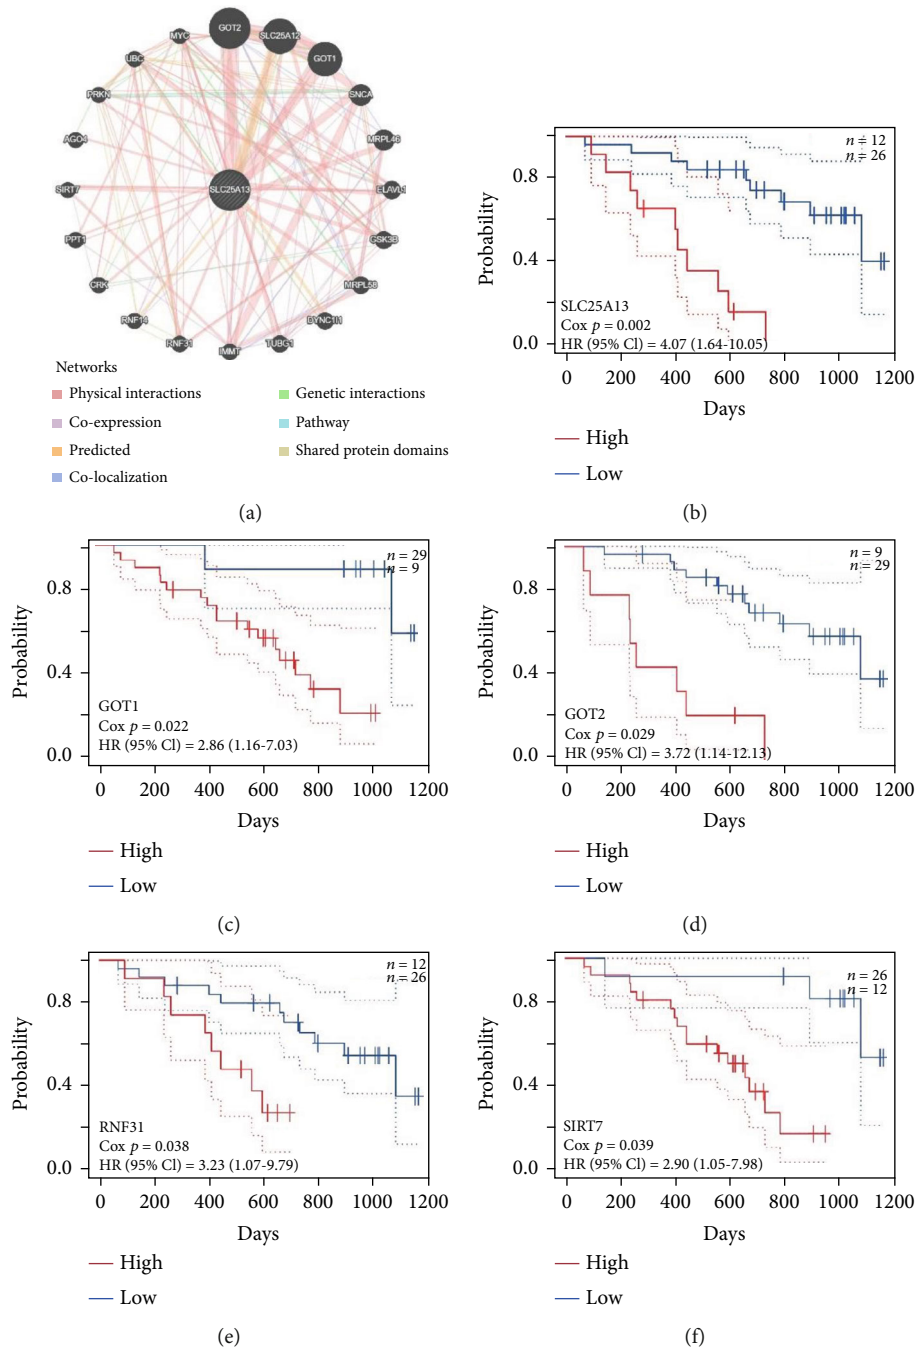 GOT2
SLC25A12
GOT1
MYC
UBC
SNCA
PRKN
MRPL46
AGO4
SIRT7
SLC25A13
PPT1
GSK3B
CRK
MRPL58
RNF14
DYNC1I1
RNF31
IMMT
TUBG1
Networks
Physical interactions
Genetic interactions
Co-expression
Pathway
Predicted
Shared protein domains
Co-localization
(a)
n = 12
n = 26
Probability
0.8
0.4
0.0
SLC25A13
Cox p = 0.002
HR (95% Cl) = 4.07 (1.64-10.05)
0 200 400 600 800 1000 1200
Days
High
Low
(b)
n = 29
n = 9
Probability
0.8
0.4
0.0
GOT1
Cox p = 0.022
HR (95% Cl) = 2.86 (1.16-7.03)
0 200 400 600 800 1000 1200
Days
High
Low
(c)
n = 9
n = 29
Probability
0.8
0.4
0.0
GOT2
Cox p = 0.029
HR (95% Cl) = 3.72 (1.14-12.13)
0 200 400 600 800 1000 1200
Days
High
Low
(d)
n = 12
n = 26
Probability
0.8
0.4
0.0
RNF31
Cox p = 0.038
HR (95% Cl) = 3.23 (1.07-9.79)
0 200 400 600 800 1000 1200
Days
High
Low
(e)
n = 26
n = 12
Probability
0.8
0.4
0.0
SIRT7
Cox p = 0.039
HR (95% Cl) = 2.90 (1.05-7.98)
0 200 400 600 800 1000 1200
Days
High
Low
(f)